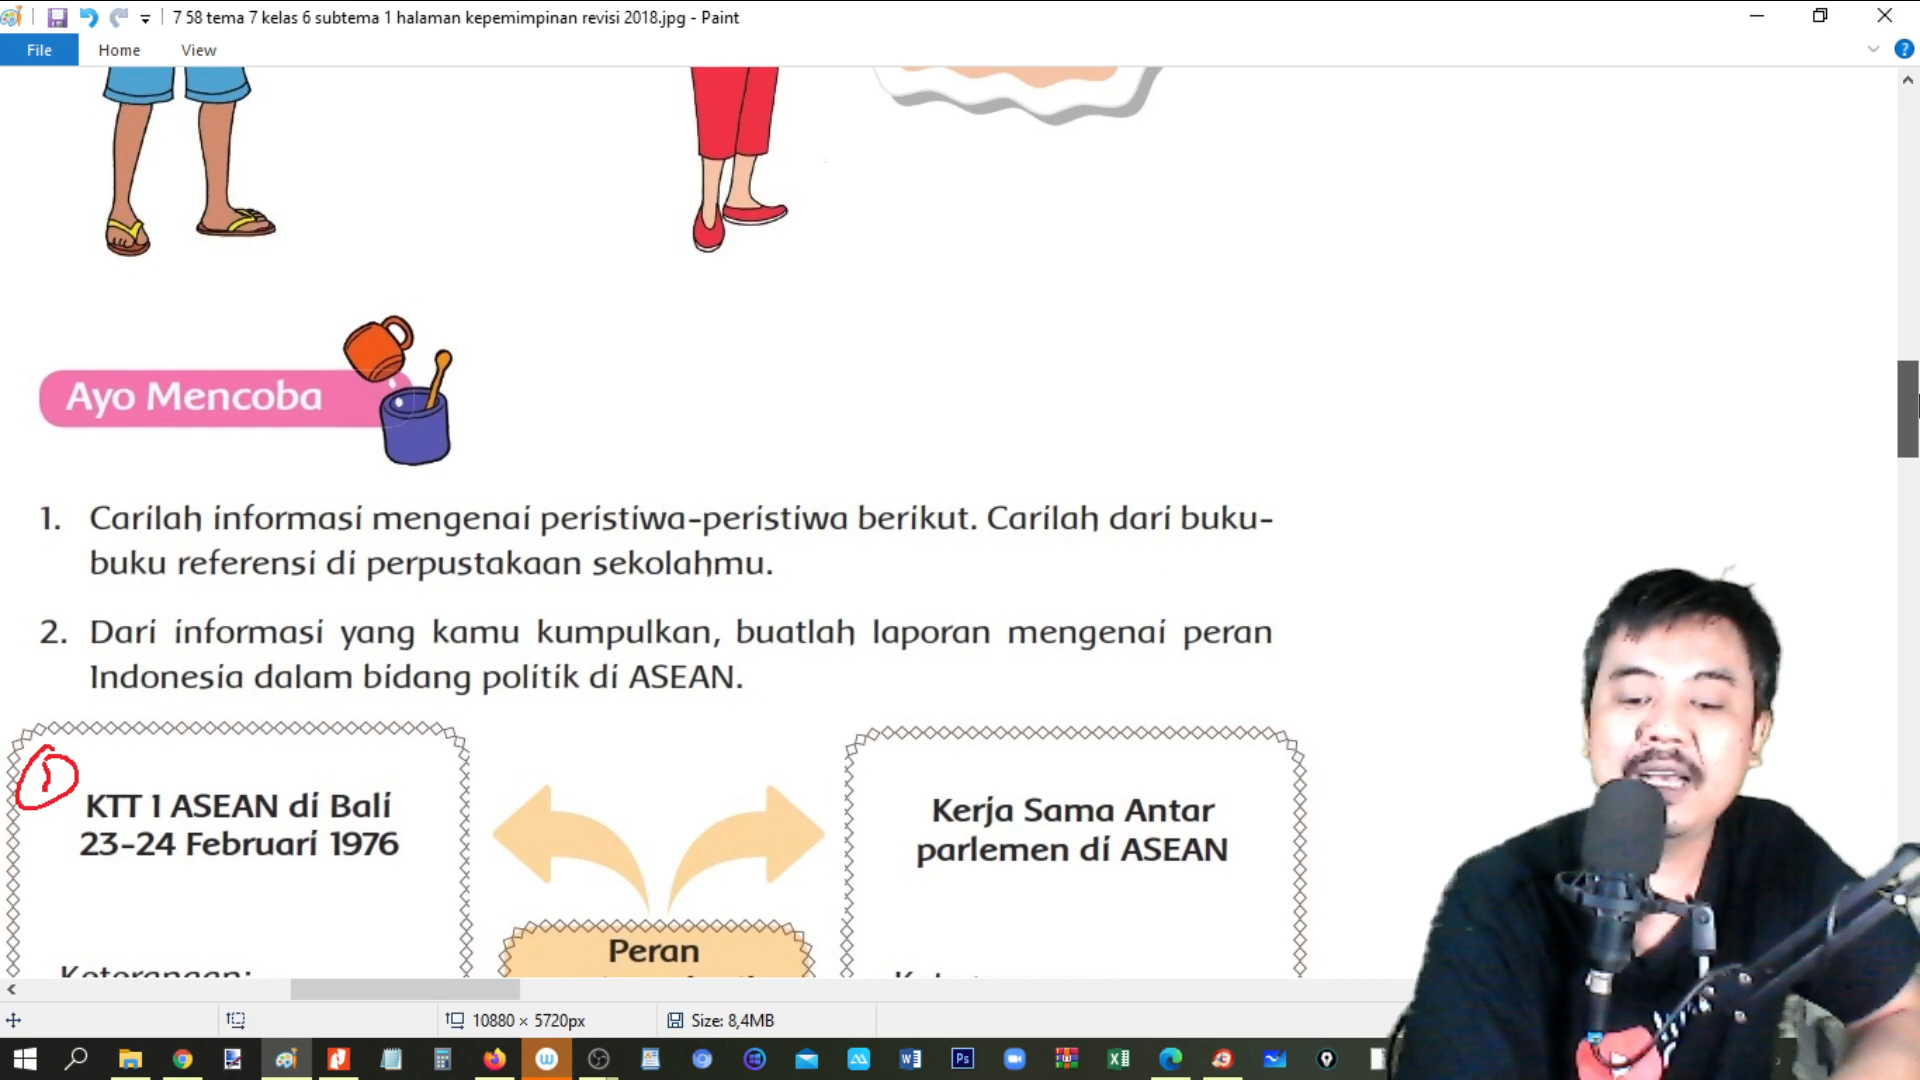 7 58 tema 7 kelas 6 subtema 1 halaman kepemimpinan revisi 2018.jpg - Paint
File Home View
Ayo Mencoba
1. Carilah informasi mengenai peristiwa-peristiwa berikut. Carilah dari buku-
buku referensi di perpustakaan sekolahmu.
2. Dari informasi yang kamu kumpulkan, buatlah laporan mengenai peran
Indonesia dalam bidang politik di ASEAN.
1
KTT 1 ASEAN di Bali
23-24 Februari 1976
Kerja Sama Antar
parlemen di ASEAN
Peran
Keterangan:
10880 × 5720px
Size: 8,4MB